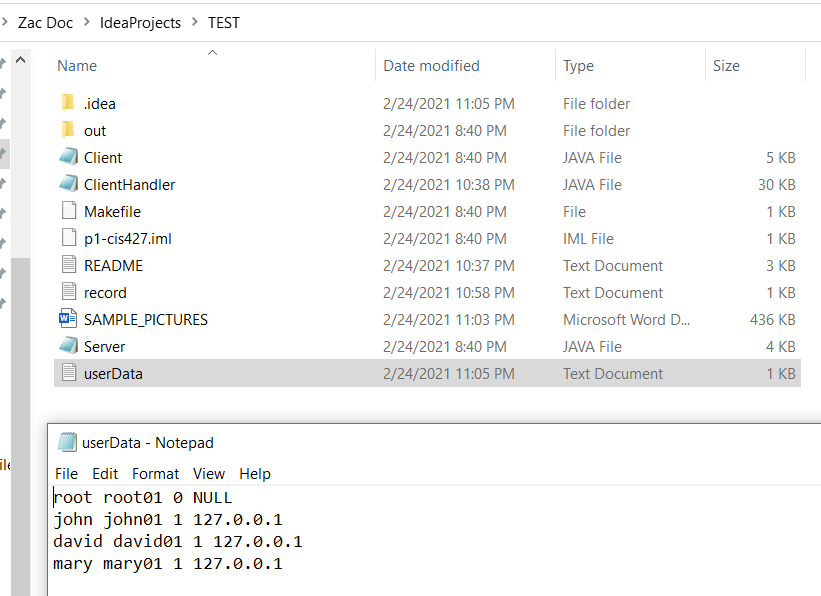 Zac Doc > IdeaProjects > TEST
Name Date modified Type Size
.idea 2/24/2021 11:05 PM File folder
out 2/24/2021 8:40 PM File folder
Client 2/24/2021 8:40 PM JAVA File 5 KB
ClientHandler 2/24/2021 10:38 PM JAVA File 30 KB
Makefile 2/24/2021 8:40 PM File 1 KB
p1-cis427.iml 2/24/2021 8:40 PM IML File 1 KB
README 2/24/2021 10:37 PM Text Document 3 KB
record 2/24/2021 10:58 PM Text Document 1 KB
SAMPLE_PICTURES 2/24/2021 11:03 PM Microsoft Word D... 436 KB
Server 2/24/2021 8:40 PM JAVA File 4 KB
userData 2/24/2021 11:05 PM Text Document 1 KB
userData - Notepad
File Edit Format View Help
root root01 0 NULL
john john01 1 127.0.0.1
david david01 1 127.0.0.1
mary mary01 1 127.0.0.1